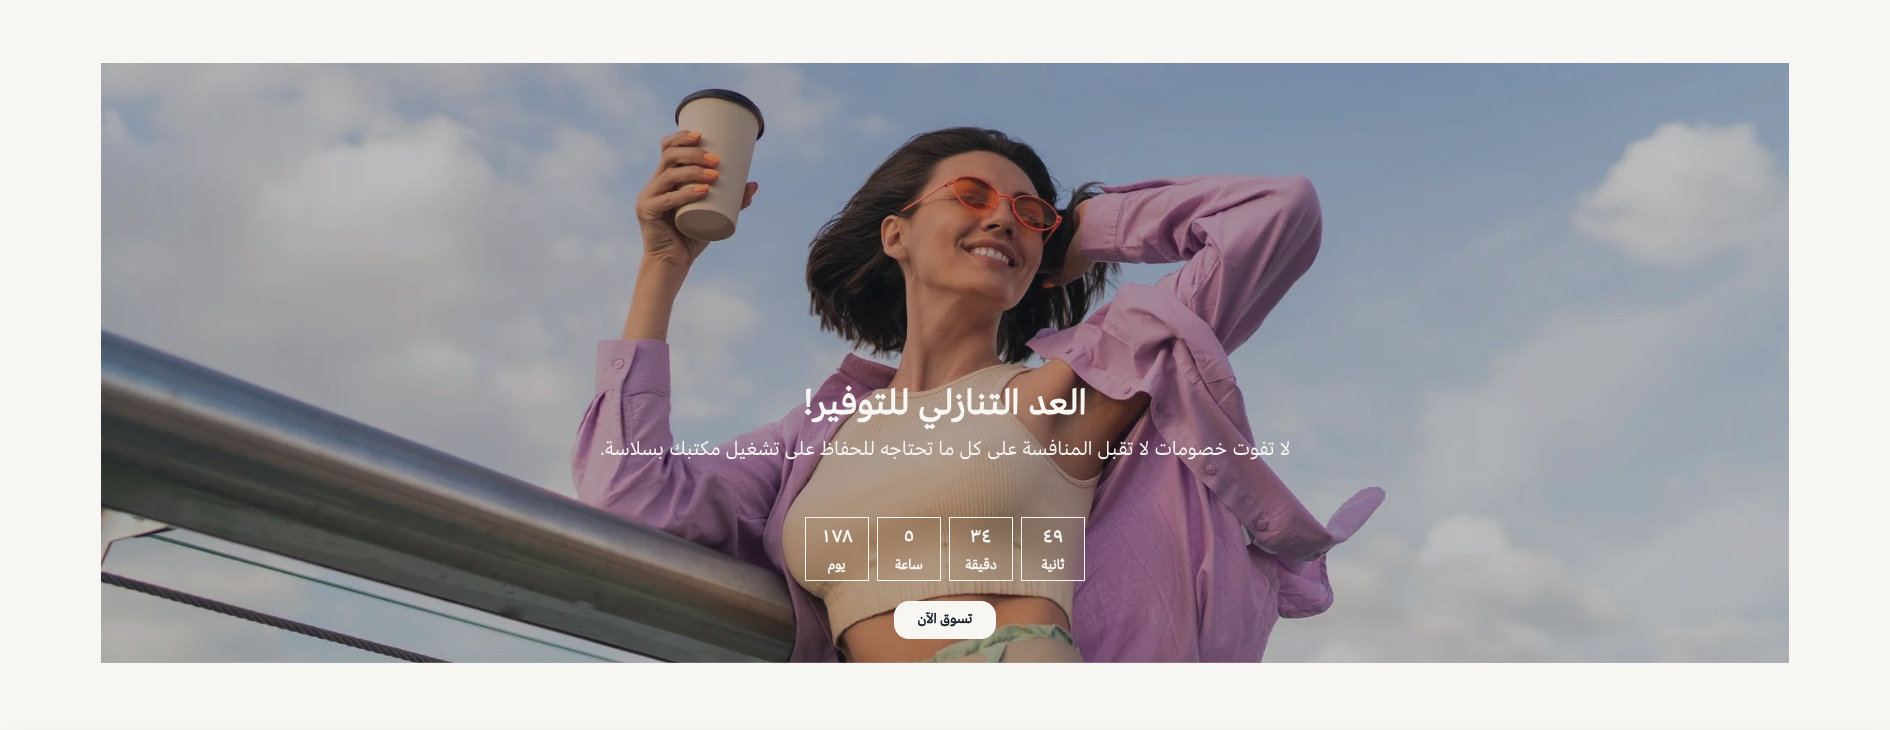 العد التنازلي للتوفير!
لا تفوت خصومات لا تقبل المنافسة على كل ما تحتاجه للحفاظ على تشغيل مكتبك بسلاسة.
٤٩
ثانية
٣٤
دقيقة
٥
ساعة
١٧٨
يوم
تسوق الآن